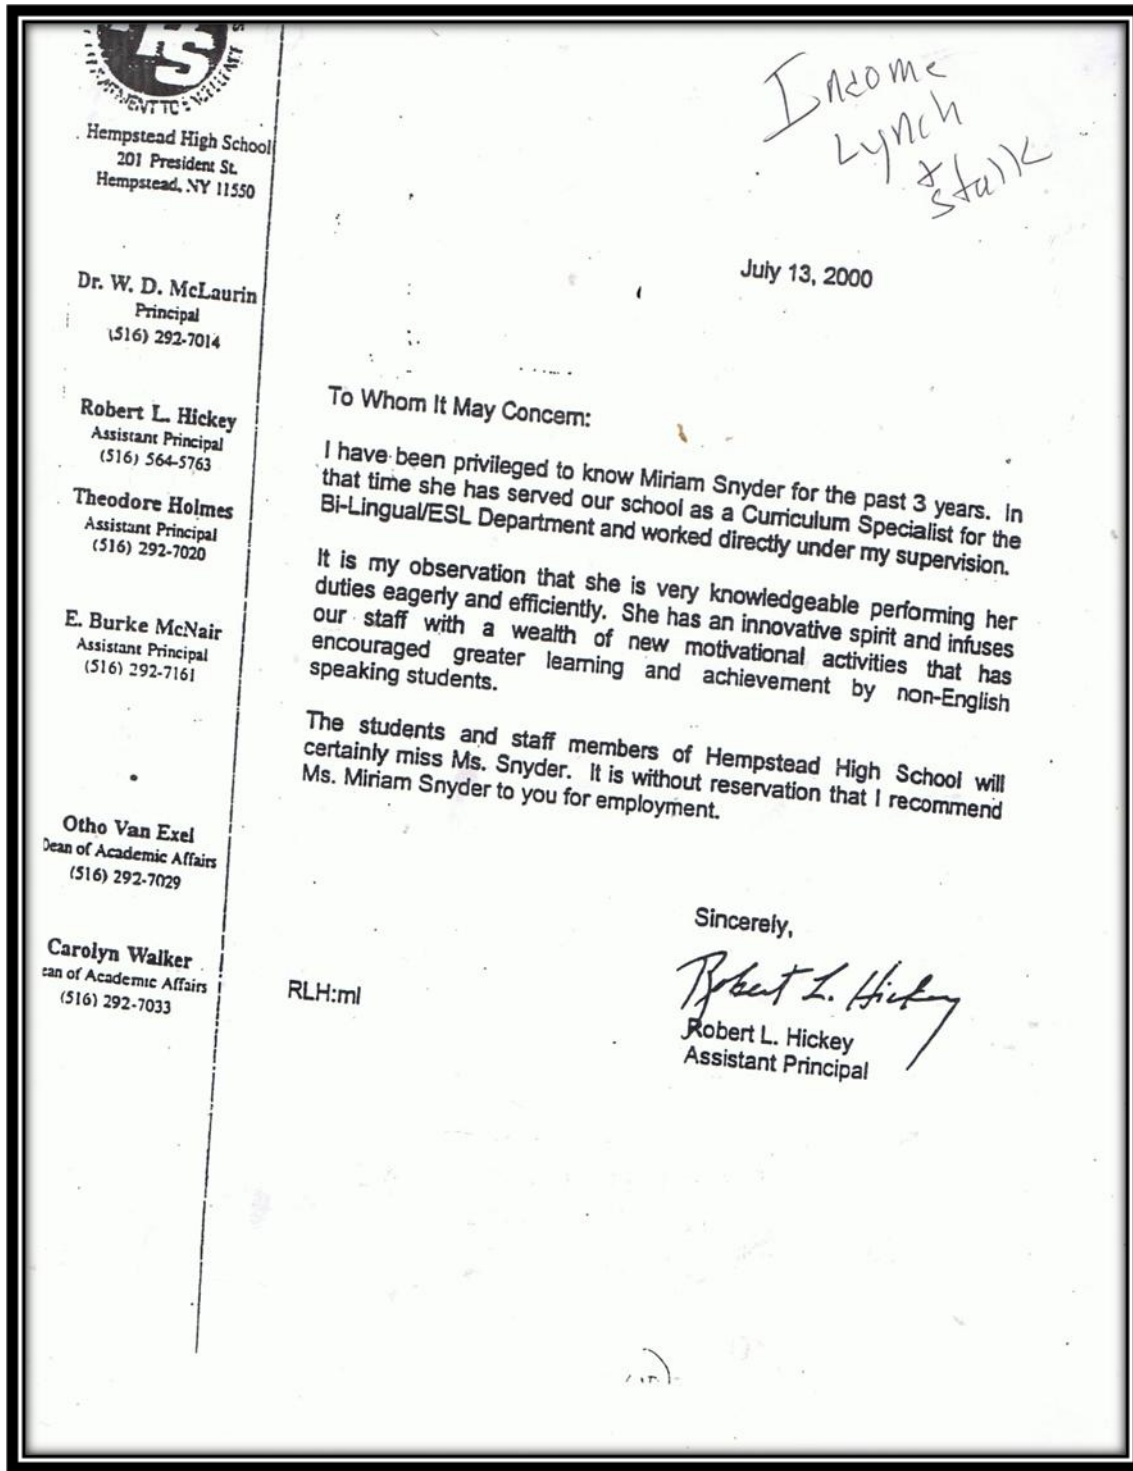 HS
Hempstead High School
201 President St.
Hempstead, NY 11550
Income
Lynch
&
stalk
July 13, 2000
Dr. W. D. McLaurin
Principal
(516) 292-7014
Robert L. Hickey
Assistant Principal
(516) 564-5763
Theodore Holmes
Assistant Principal
(516) 292-7020
E. Burke McNair
Assistant Principal
(516) 292-7161
Otho Van Exel
Dean of Academic Affairs
(516) 292-7029
Carolyn Walker
ean of Academic Affairs
(516) 292-7033
To Whom It May Concern:
I have been privileged to know Miriam Snyder for the past 3 years. In
that time she has served our school as a Curriculum Specialist for the
Bi-Lingual/ESL Department and worked directly under my supervision.
It is my observation that she is very knowledgeable performing her
duties eagerly and efficiently. She has an innovative spirit and infuses
our staff with a wealth of new motivational activities that has
encouraged greater learning and achievement by non-English
speaking students.
The students and staff members of Hempstead High School will
certainly miss Ms. Snyder. It is without reservation that I recommend
Ms. Miriam Snyder to you for employment.
Sincerely,
Robert L. Hickey
Robert L. Hickey
Assistant Principal
RLH:ml